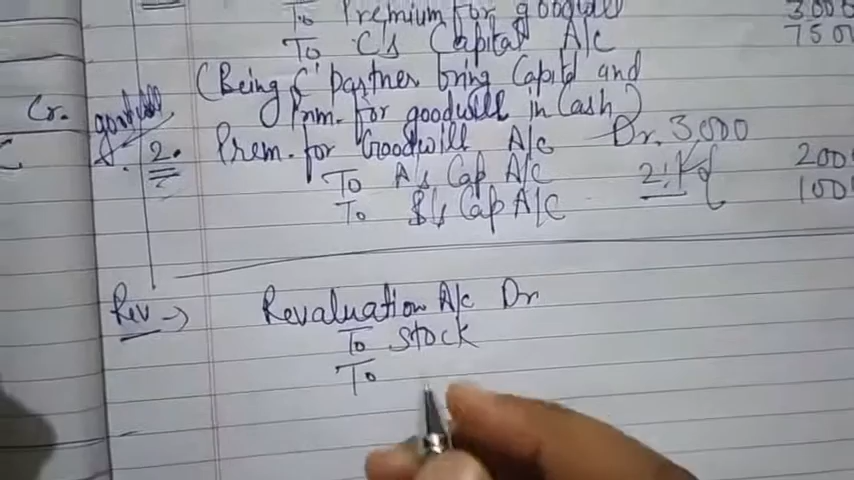 To Premium for goodwill 3000
To C's Capital A/c 7500
(Being 'C' partner bring Capital and
Prm. for goodwill in Cash)
Cr.
goodwill
2. Prem. for Goodwill A/c Dr. 3000
To A's Cap A/c 2:1 2000
To B's Cap A/c 1000
Rev → Revaluation A/c Dr
To Stock
To